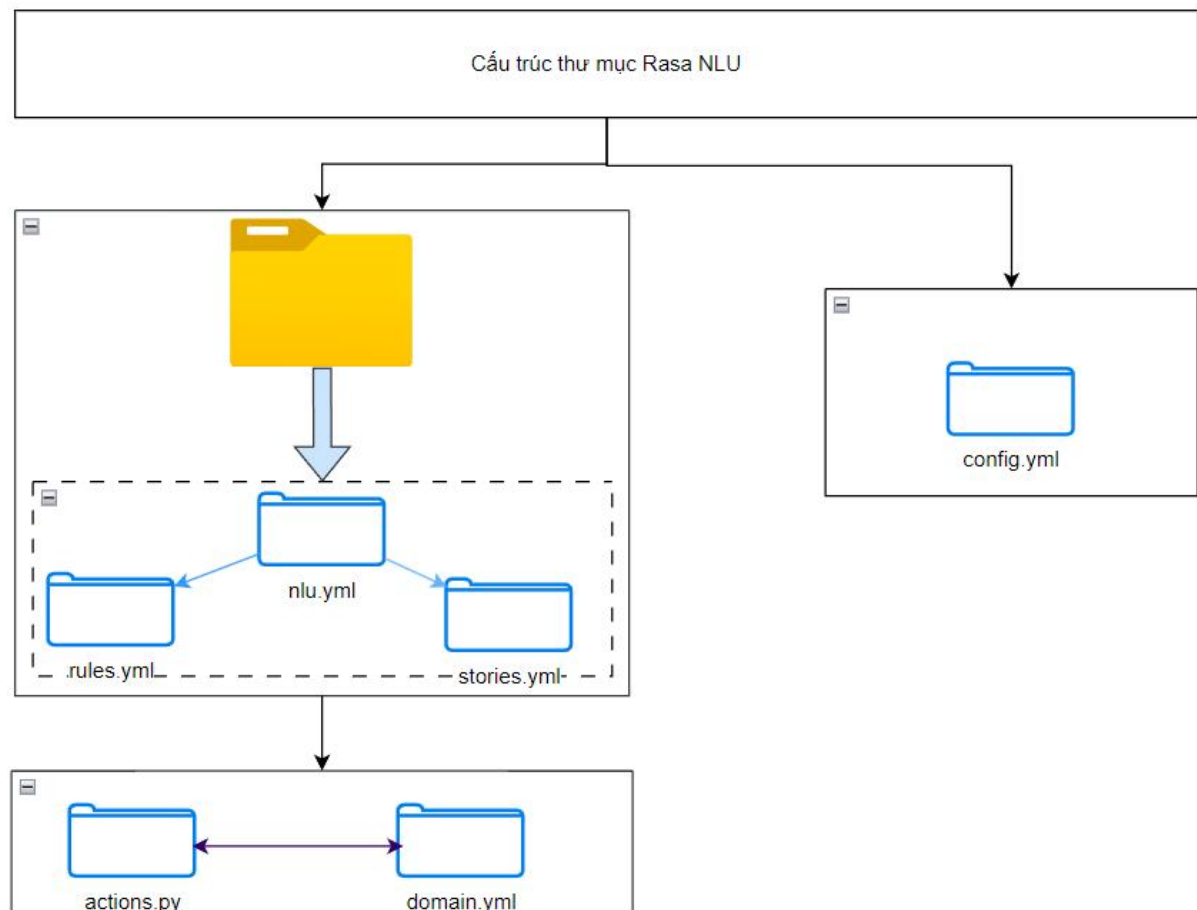 Cấu trúc thư mục Rasa NLU
config.yml
nlu.yml
rules.yml
stories.yml
actions.py
domain.yml